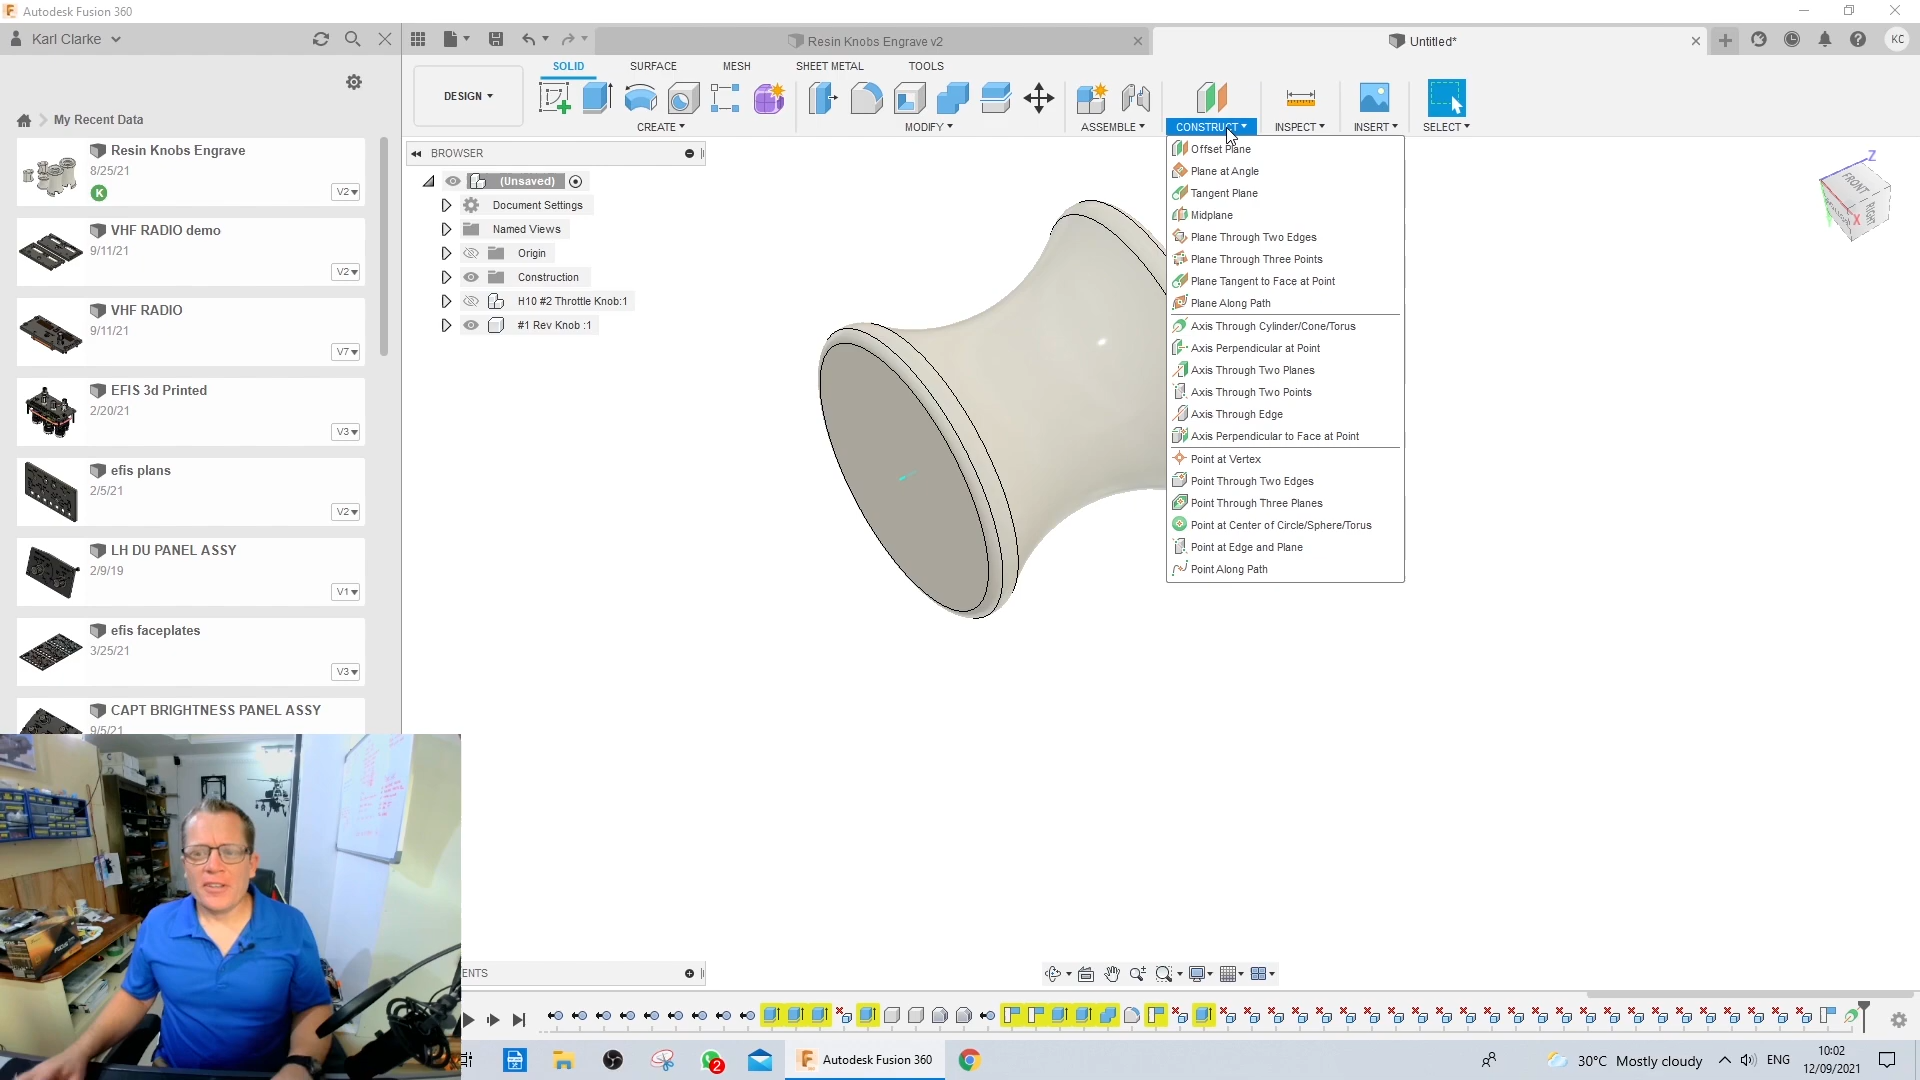 Autodesk Fusion 360
Karl Clarke
Resin Knobs Engrave v2
Untitled*
KC
SOLID
SURFACE
MESH
SHEET METAL
TOOLS
DESIGN
CREATE
MODIFY
ASSEMBLE
CONSTRUCT
INSPECT
INSERT
SELECT
My Recent Data
Resin Knobs Engrave
8/25/21
K
V2
VHF RADIO demo
9/11/21
V2
VHF RADIO
9/11/21
V7
EFIS 3d Printed
2/20/21
V3
efis plans
2/5/21
V2
LH DU PANEL ASSY
2/9/19
V1
efis faceplates
3/25/21
V3
CAPT BRIGHTNESS PANEL ASSY
9/5/21
BROWSER
(Unsaved)
Document Settings
Named Views
Origin
Construction
H10 #2 Throttle Knob:1
#1 Rev Knob :1
Offset Plane
Plane at Angle
Tangent Plane
Midplane
Plane Through Two Edges
Plane Through Three Points
Plane Tangent to Face at Point
Plane Along Path
Axis Through Cylinder/Cone/Torus
Axis Perpendicular at Point
Axis Through Two Planes
Axis Through Two Points
Axis Through Edge
Axis Perpendicular to Face at Point
Point at Vertex
Point Through Two Edges
Point Through Three Planes
Point at Center of Circle/Sphere/Torus
Point at Edge and Plane
Point Along Path
Z
FRONT
RIGHT
X
ENTS
2
Autodesk Fusion 360
30°C Mostly cloudy
ENG
10:02
12/09/2021